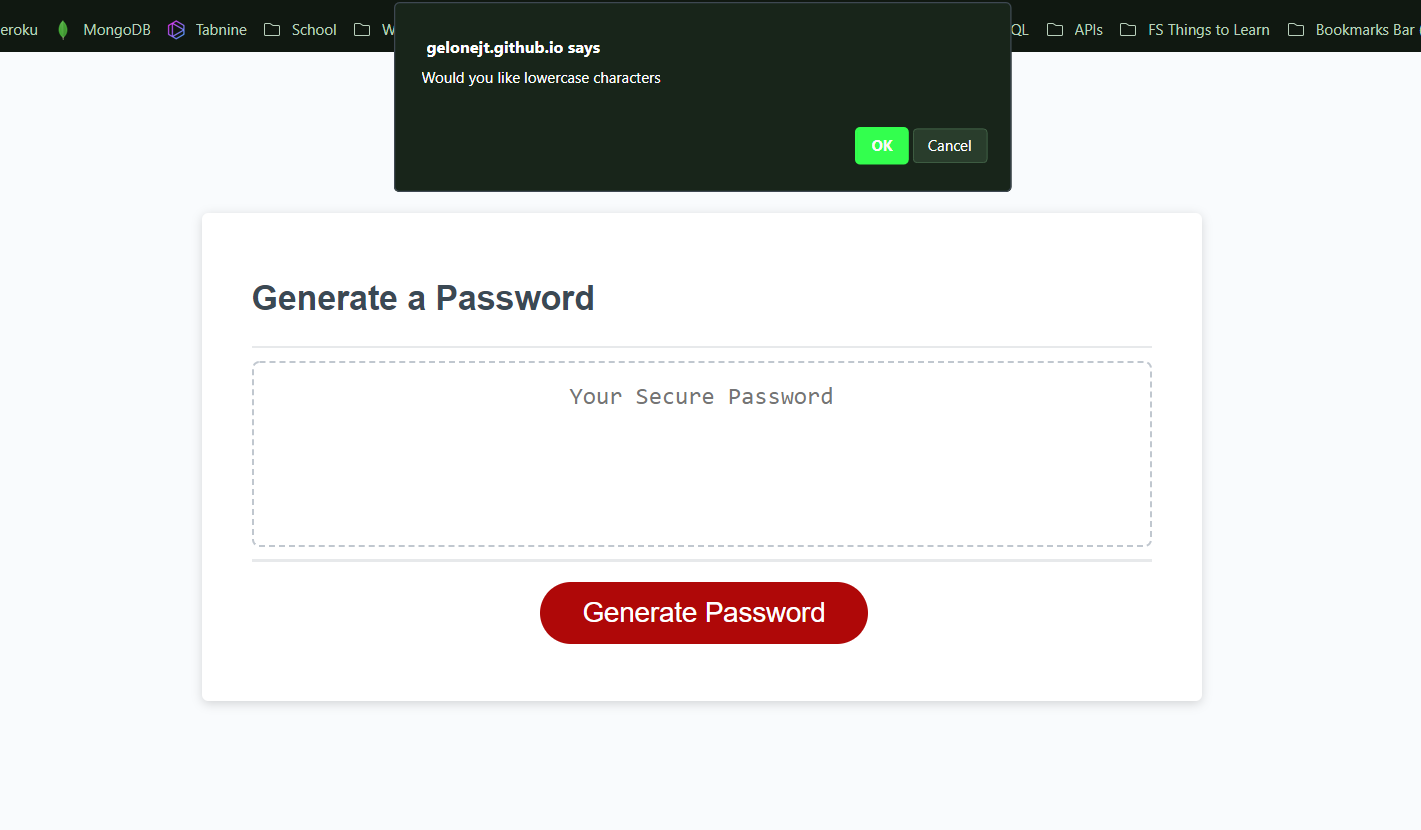 eroku MongoDB Tabnine School W QL APIs FS Things to Learn Bookmarks Bar
gelonejt.github.io says
Would you like lowercase characters
OK Cancel
Generate a Password
Your Secure Password
Generate Password